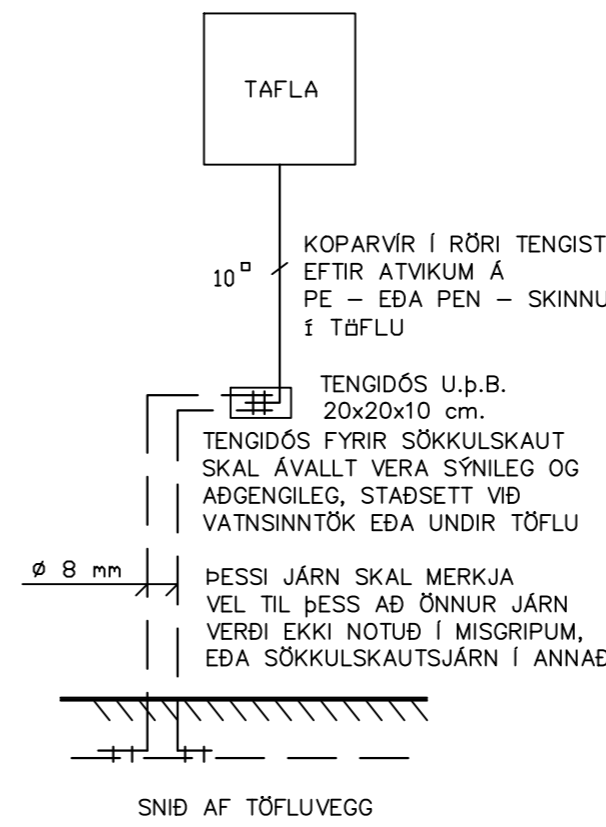 TAFLA
KOPARVÍR Í RÖRI TENGIST
EFTIR ATVIKUM Á
PE – EÐA PEN – SKINNU
í TöFLU
10 □
TENGIDÓS U.þ.B.
20x20x10 cm.
TENGIDÓS FYRIR SÖKKULSKAUT
SKAL ÁVALLT VERA SÝNILEG OG
AÐGENGILEG, STAÐSETT VIÐ
VATNSINNTÖK EÐA UNDIR TÖFLU
Ø 8 mm
ÞESSI JÁRN SKAL MERKJA
VEL TIL þESS AÐ ÖNNUR JÁRN
VERÐI EKKI NOTUÐ Í MISGRIPUM,
EÐA SÖKKULSKAUTSJÁRN Í ANNAÐ
SNIÐ AF TÖFLUVEGG